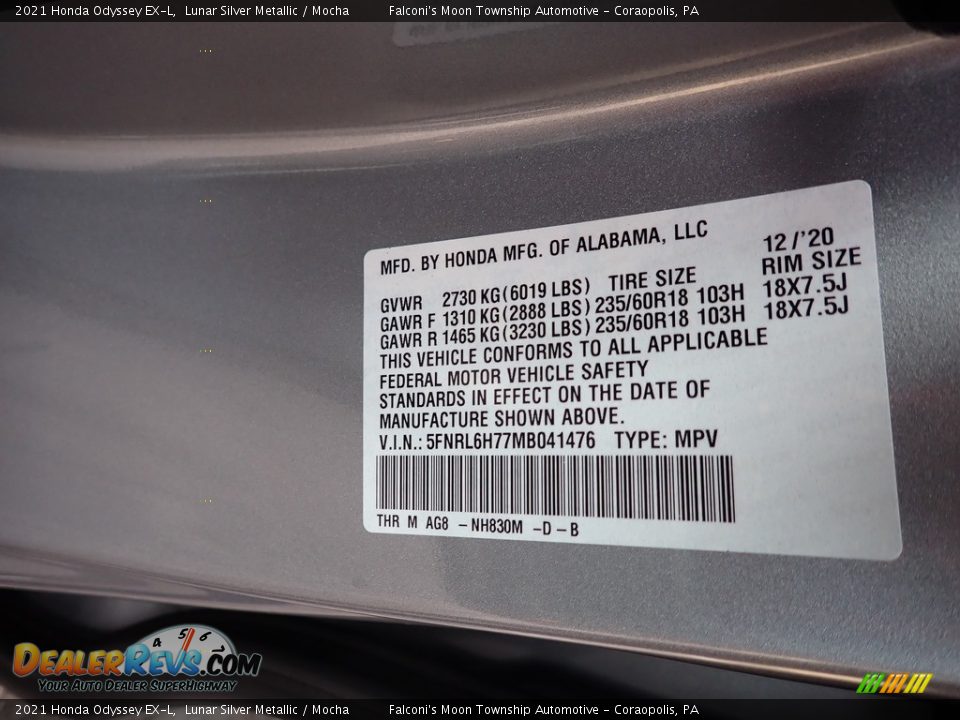 2021 Honda Odyssey EX-L, Lunar Silver Metallic / Mocha Falconi's Moon Township Automotive - Coraopolis, PA
MFD. BY HONDA MFG. OF ALABAMA, LLC 12/'20
GVWR 2730 KG(6019 LBS) TIRE SIZE RIM SIZE
GAWR F 1310 KG(2888 LBS) 235/60R18 103H 18X7.5J
GAWR R 1465 KG(3230 LBS) 235/60R18 103H 18X7.5J
THIS VEHICLE CONFORMS TO ALL APPLICABLE
FEDERAL MOTOR VEHICLE SAFETY
STANDARDS IN EFFECT ON THE DATE OF
MANUFACTURE SHOWN ABOVE.
V.I.N.: 5FNRL6H77MB041476 TYPE: MPV
THR M AG8 -NH830M -D-B
4 5 6
DEALERREVS.COM
YOUR AUTO DEALER SUPERHIGHWAY
2021 Honda Odyssey EX-L, Lunar Silver Metallic / Mocha Falconi's Moon Township Automotive - Coraopolis, PA